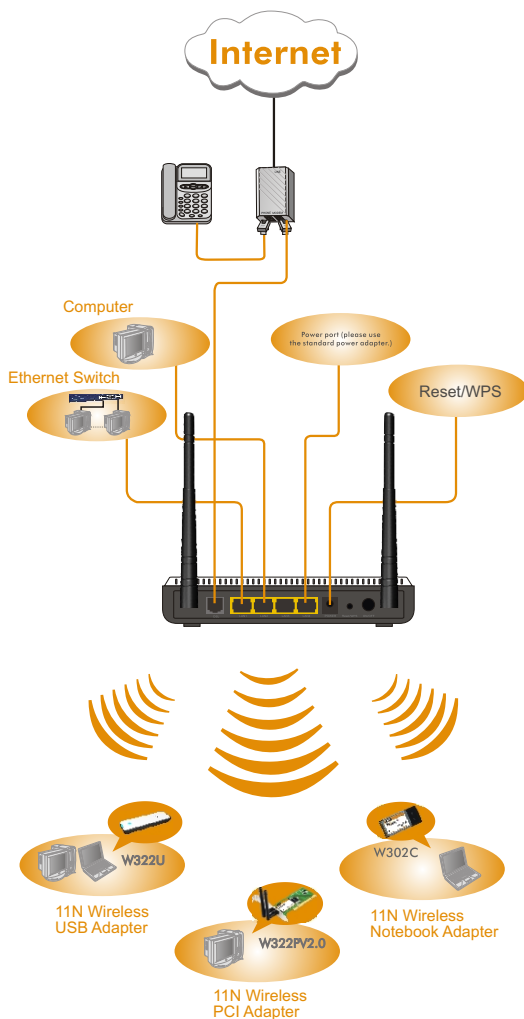 Internet
Computer
Power port (please use
the standard power adapter.)
Ethernet Switch
Reset/WPS
W322U
W302C
11N Wireless
USB Adapter
11N Wireless
Notebook Adapter
W322PV2.0
11N Wireless
PCI Adapter